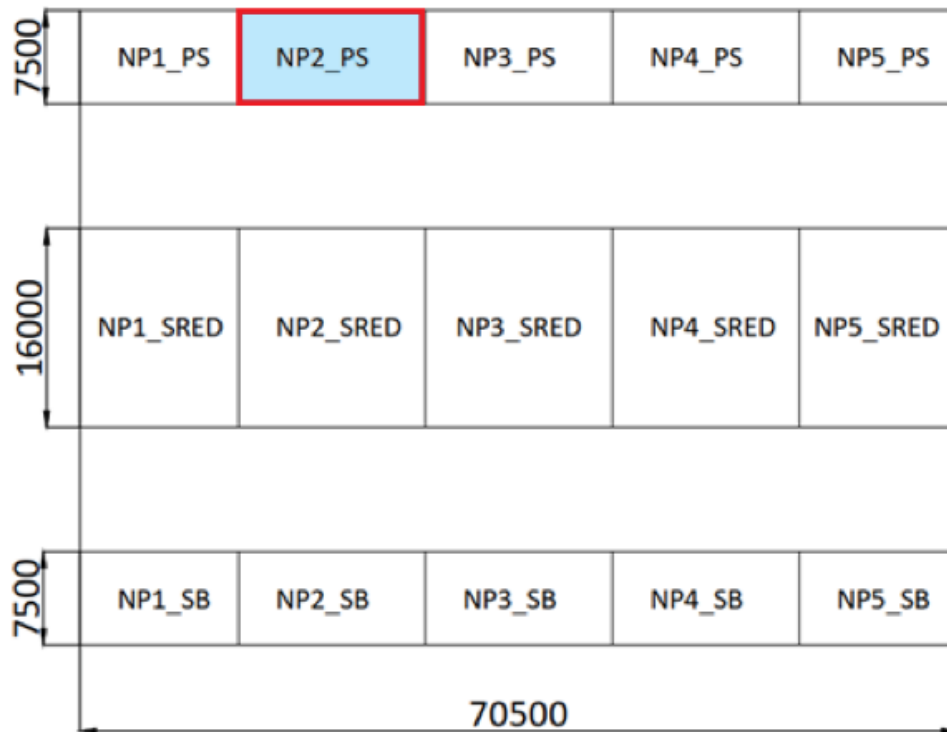 7500
NP1_PS NP2_PS NP3_PS NP4_PS NP5_PS
16000
NP1_SRED NP2_SRED NP3_SRED NP4_SRED NP5_SRED
7500
NP1_SB NP2_SB NP3_SB NP4_SB NP5_SB
70500